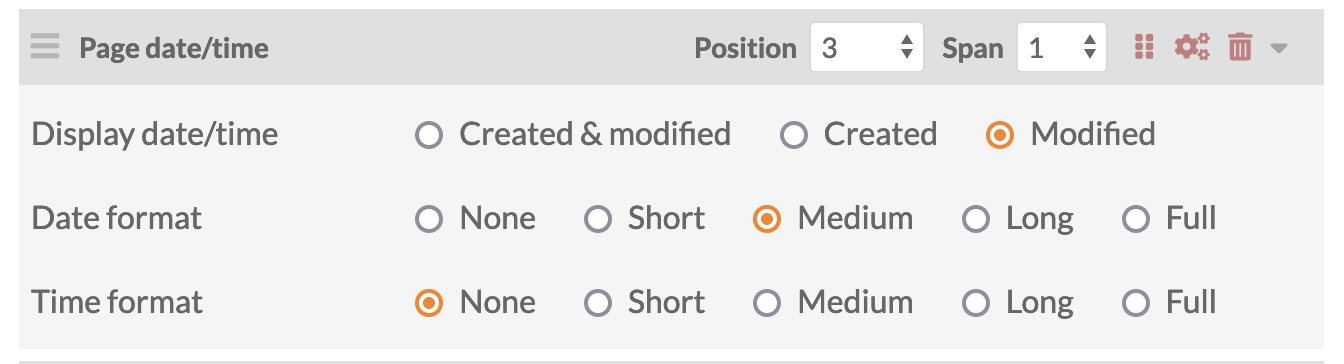 Page date/time Position 3 Span 1
Display date/time Created & modified Created Modified
Date format None Short Medium Long Full
Time format None Short Medium Long Full